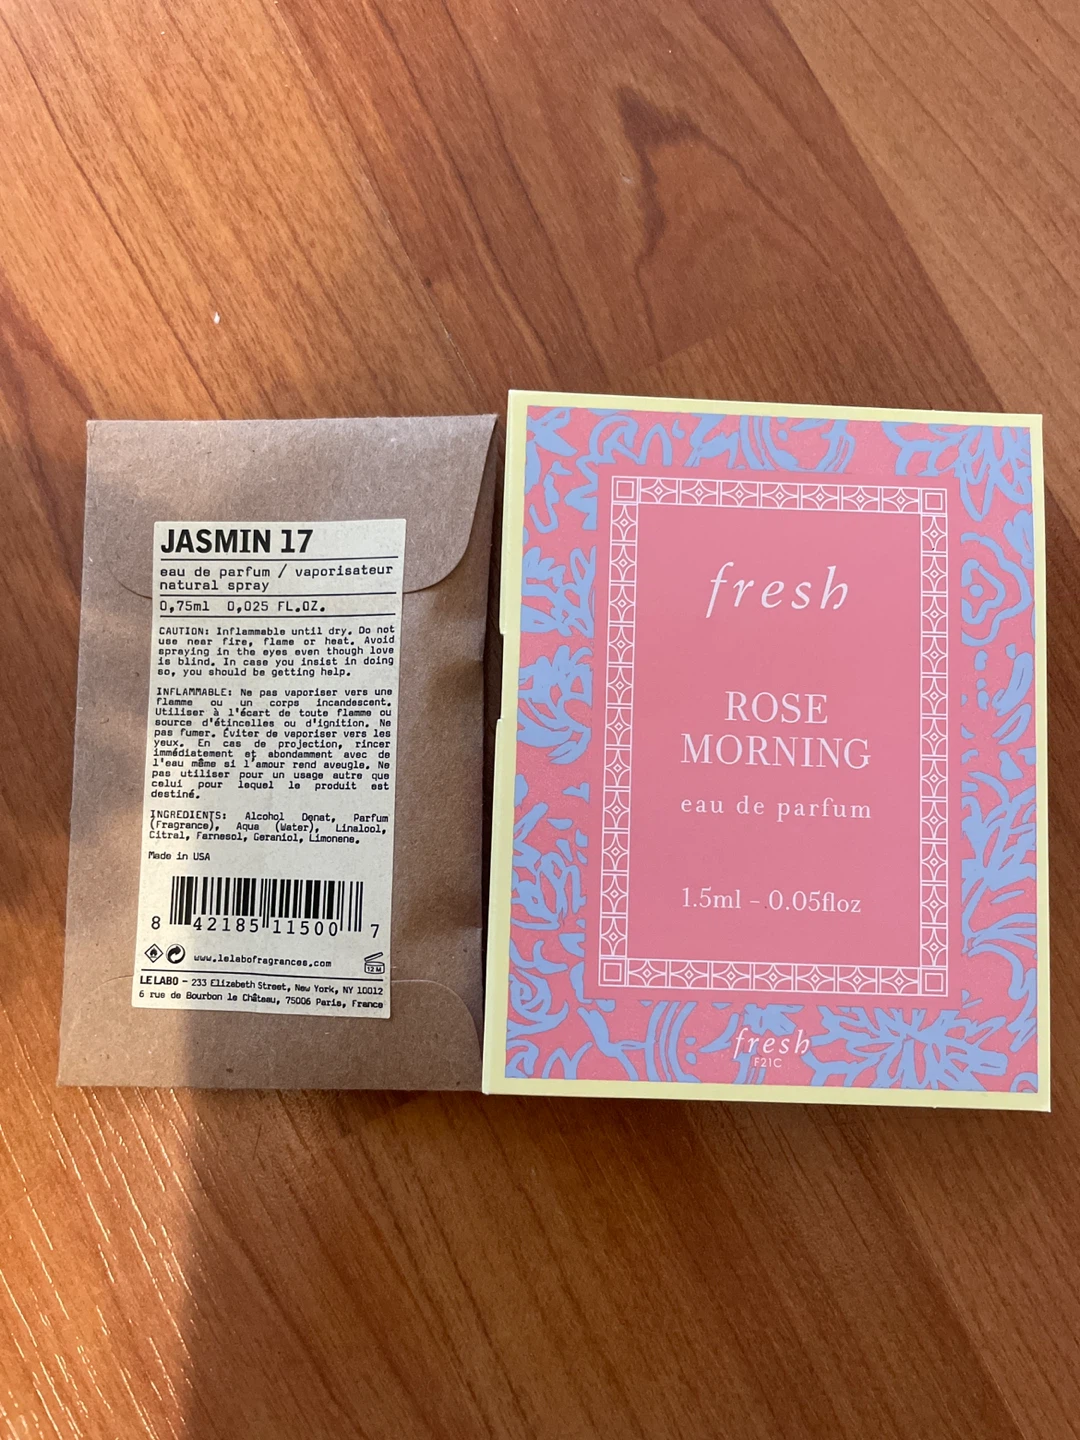 JASMIN 17
eau de parfum / vaporisateur
natural spray
0,75ml 0,025 FL.OZ.
CAUTION: Inflammable until dry. Do not
use near fire, flame or heat. Avoid
spraying in the eyes even though love
is blind. In case you insist in doing
so, you should be getting help.
INFLAMMABLE: Ne pas vaporiser vers une
flamme ou un corps incandescent.
Utiliser à l'écart de toute flamme ou
source d'étincelles ou d'ignition. Ne
pas fumer. Éviter de vaporiser vers les
yeux. En cas de projection, rincer
immédiatement et abondamment avec de
l'eau même si l'amour rend aveugle. Ne
pas utiliser pour un usage autre que
celui pour lequel le produit est
destiné.
INGREDIENTS: Alcohol Denat, Parfum
(Fragrance), Aqua (Water), Linalool,
Citral, Farnesol, Geraniol, Limonene.
Made in USA
8 42185 11500 7
www.lelabofragrances.com
12 M
LE LABO - 233 Elizabeth Street, New York, NY 10012
6 rue de Bourbon le Château, 75006 Paris, France
fresh
ROSE
MORNING
eau de parfum
1.5ml - 0.05floz
fresh
F21C